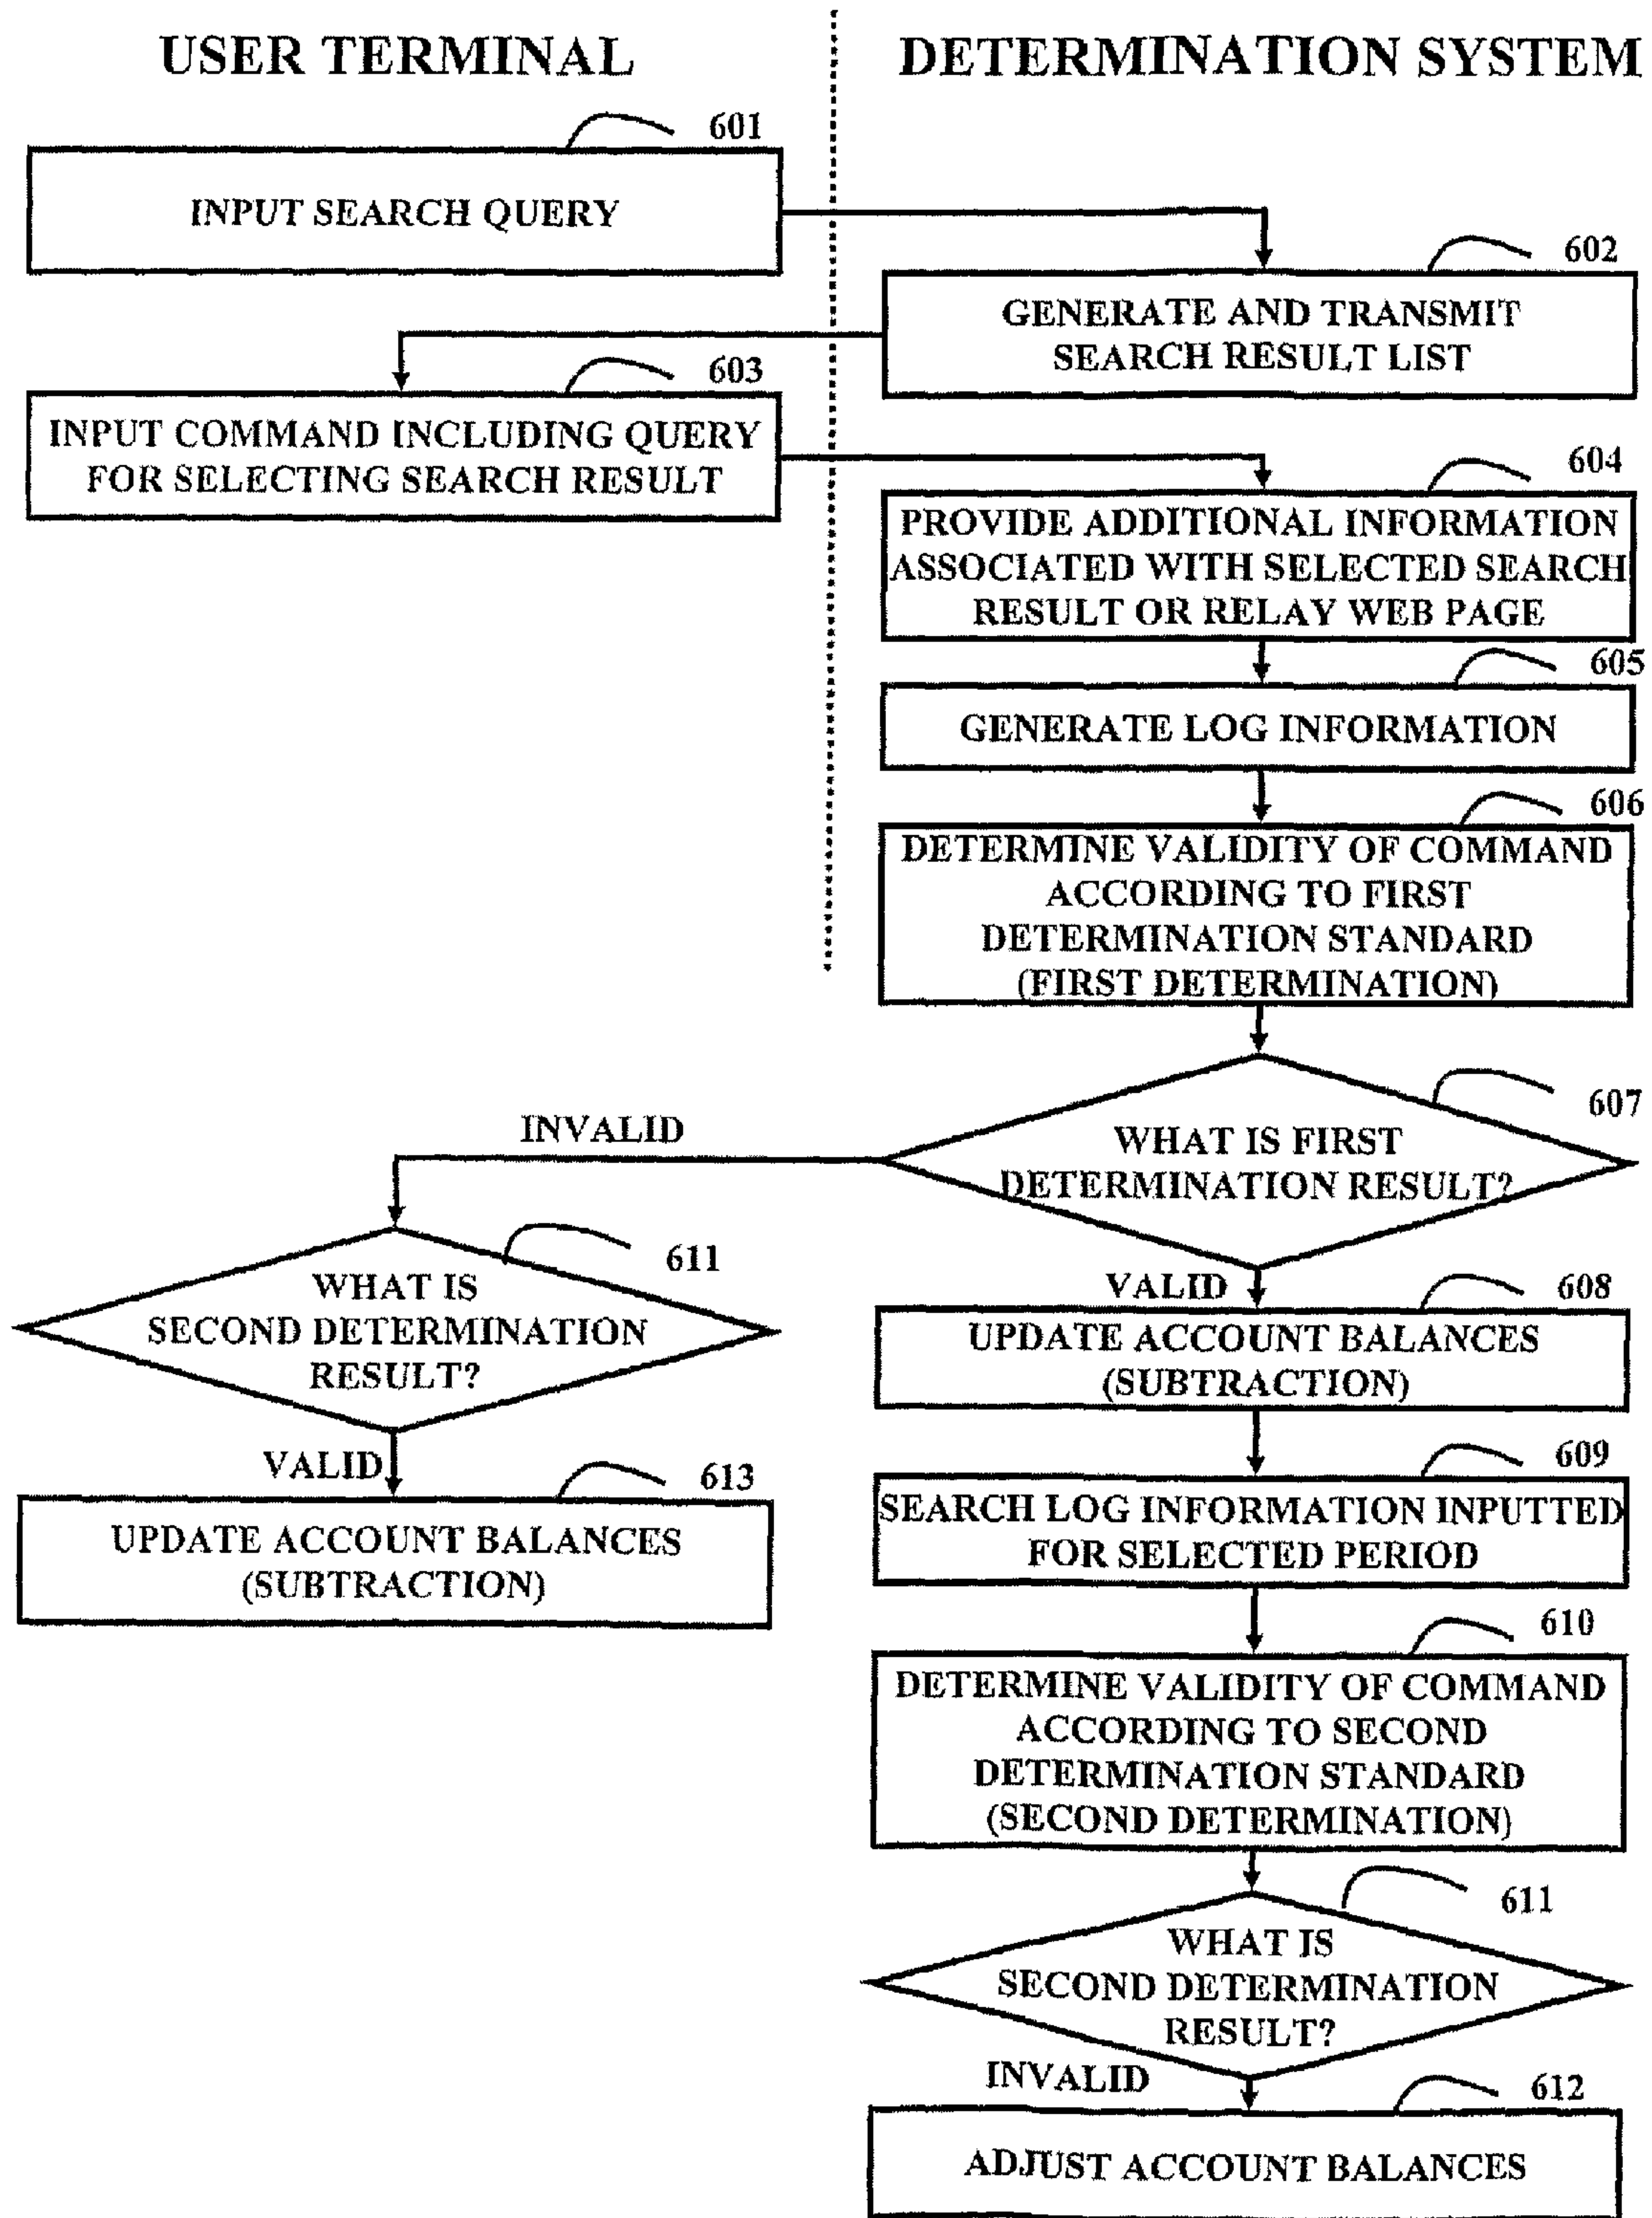 USER TERMINAL
DETERMINATION SYSTEM
601
INPUT SEARCH QUERY
602
GENERATE AND TRANSMIT
SEARCH RESULT LIST
603
INPUT COMMAND INCLUDING QUERY
FOR SELECTING SEARCH RESULT
604
PROVIDE ADDITIONAL INFORMATION
ASSOCIATED WITH SELECTED SEARCH
RESULT OR RELAY WEB PAGE
605
GENERATE LOG INFORMATION
606
DETERMINE VALIDITY OF COMMAND
ACCORDING TO FIRST
DETERMINATION STANDARD
(FIRST DETERMINATION)
607
WHAT IS FIRST
DETERMINATION RESULT?
INVALID
611
WHAT IS
SECOND DETERMINATION
RESULT?
VALID
613
UPDATE ACCOUNT BALANCES
(SUBTRACTION)
VALID
608
UPDATE ACCOUNT BALANCES
(SUBTRACTION)
609
SEARCH LOG INFORMATION INPUTTED
FOR SELECTED PERIOD
610
DETERMINE VALIDITY OF COMMAND
ACCORDING TO SECOND
DETERMINATION STANDARD
(SECOND DETERMINATION)
611
WHAT IS
SECOND DETERMINATION
RESULT?
INVALID
612
ADJUST ACCOUNT BALANCES